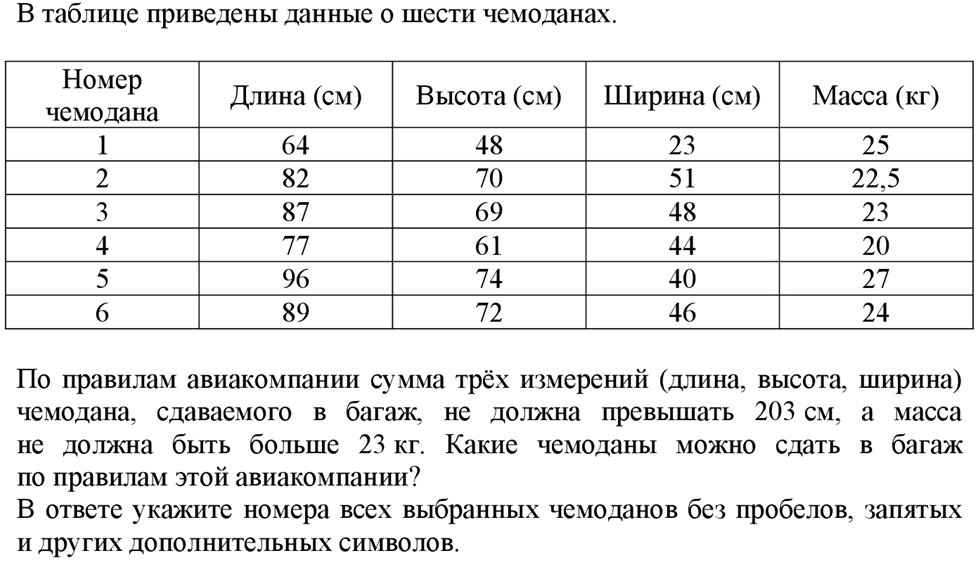 В таблице приведены данные о шести чемоданах.
Номер чемодана Длина (см) Высота (см) Ширина (см) Масса (кг)
1 64 48 23 25
2 82 70 51 22,5
3 87 69 48 23
4 77 61 44 20
5 96 74 40 27
6 89 72 46 24
По правилам авиакомпании сумма трёх измерений (длина, высота, ширина)
чемодана, сдаваемого в багаж, не должна превышать 203 см, а масса
не должна быть больше 23 кг. Какие чемоданы можно сдать в багаж
по правилам этой авиакомпании?
В ответе укажите номера всех выбранных чемоданов без пробелов, запятых
и других дополнительных символов.